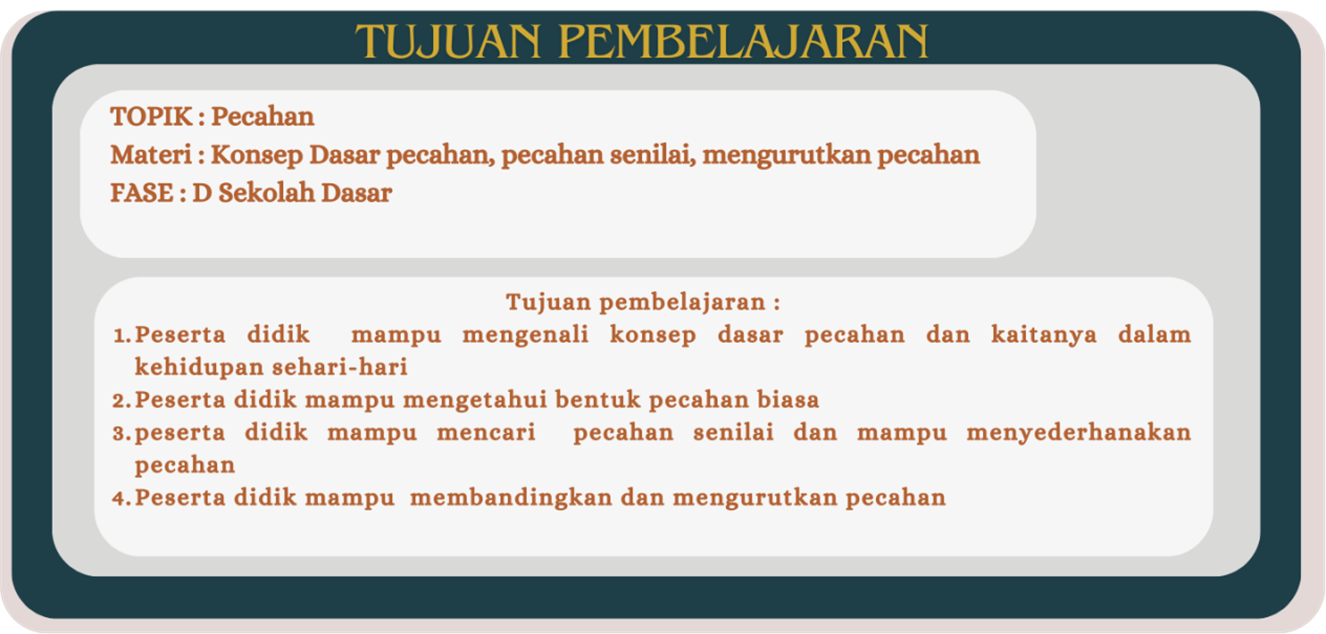 TUJUAN PEMBELAJARAN
TOPIK : Pecahan
Materi : Konsep Dasar pecahan, pecahan senilai, mengurutkan pecahan
FASE : D Sekolah Dasar
Tujuan pembelajaran :
1. Peserta didik mampu mengenali konsep dasar pecahan dan kaitanya dalam
kehidupan sehari-hari
2. Peserta didik mampu mengetahui bentuk pecahan biasa
3. peserta didik mampu mencari pecahan senilai dan mampu menyederhanakan
pecahan
4. Peserta didik mampu membandingkan dan mengurutkan pecahan